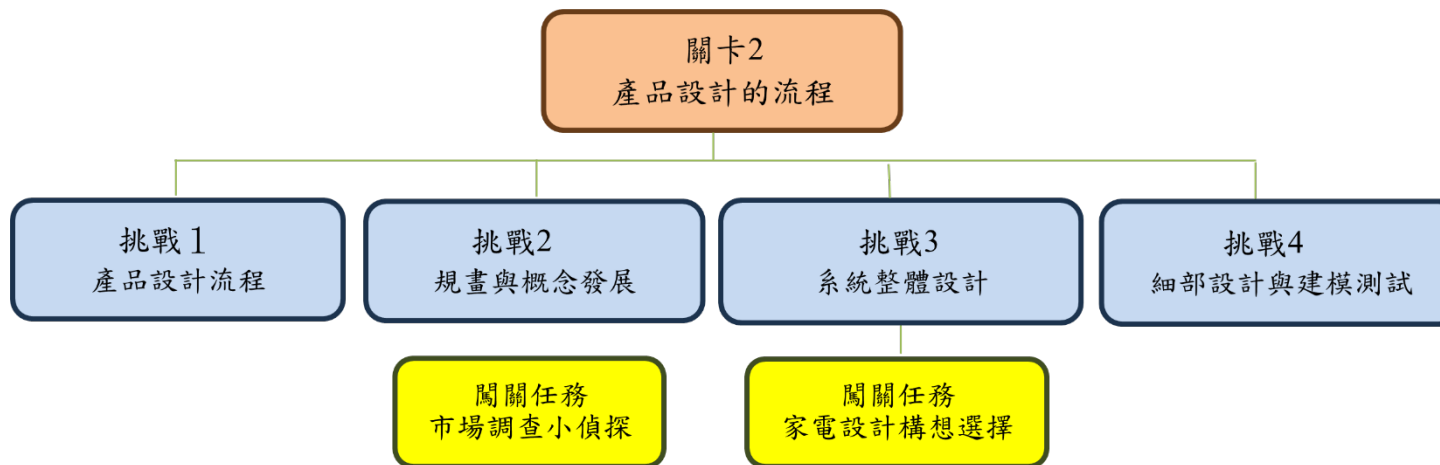 關卡2
產品設計的流程
挑戰1
產品設計流程
挑戰2
規畫與概念發展
挑戰3
系統整體設計
挑戰4
細部設計與建模測試
闖關任務
市場調查小偵探
闖關任務
家電設計構想選擇